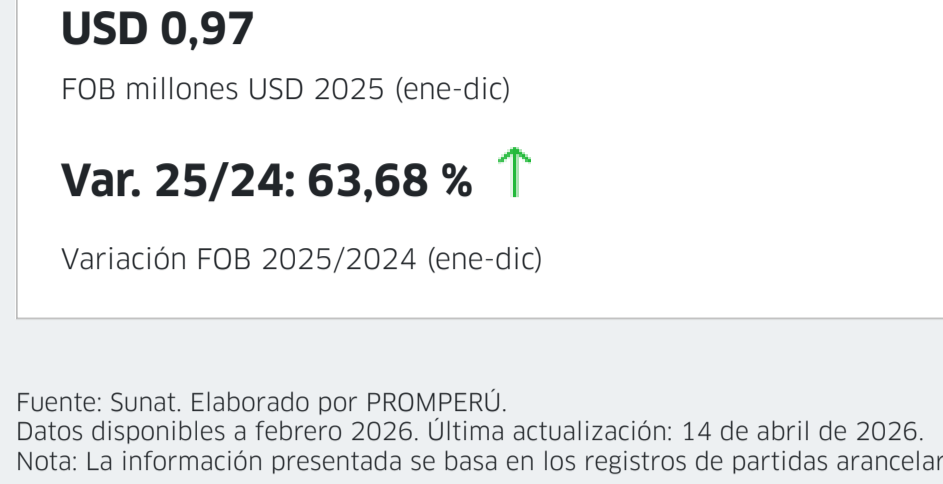 USD 0,97
FOB millones USD 2025 (ene-dic)
Var. 25/24: 63,68 %
Variación FOB 2025/2024 (ene-dic)
Fuente: Sunat. Elaborado por PROMPERÚ.
Datos disponibles a febrero 2026. Última actualización: 14 de abril de 2026.
Nota: La información presentada se basa en los registros de partidas arancelar